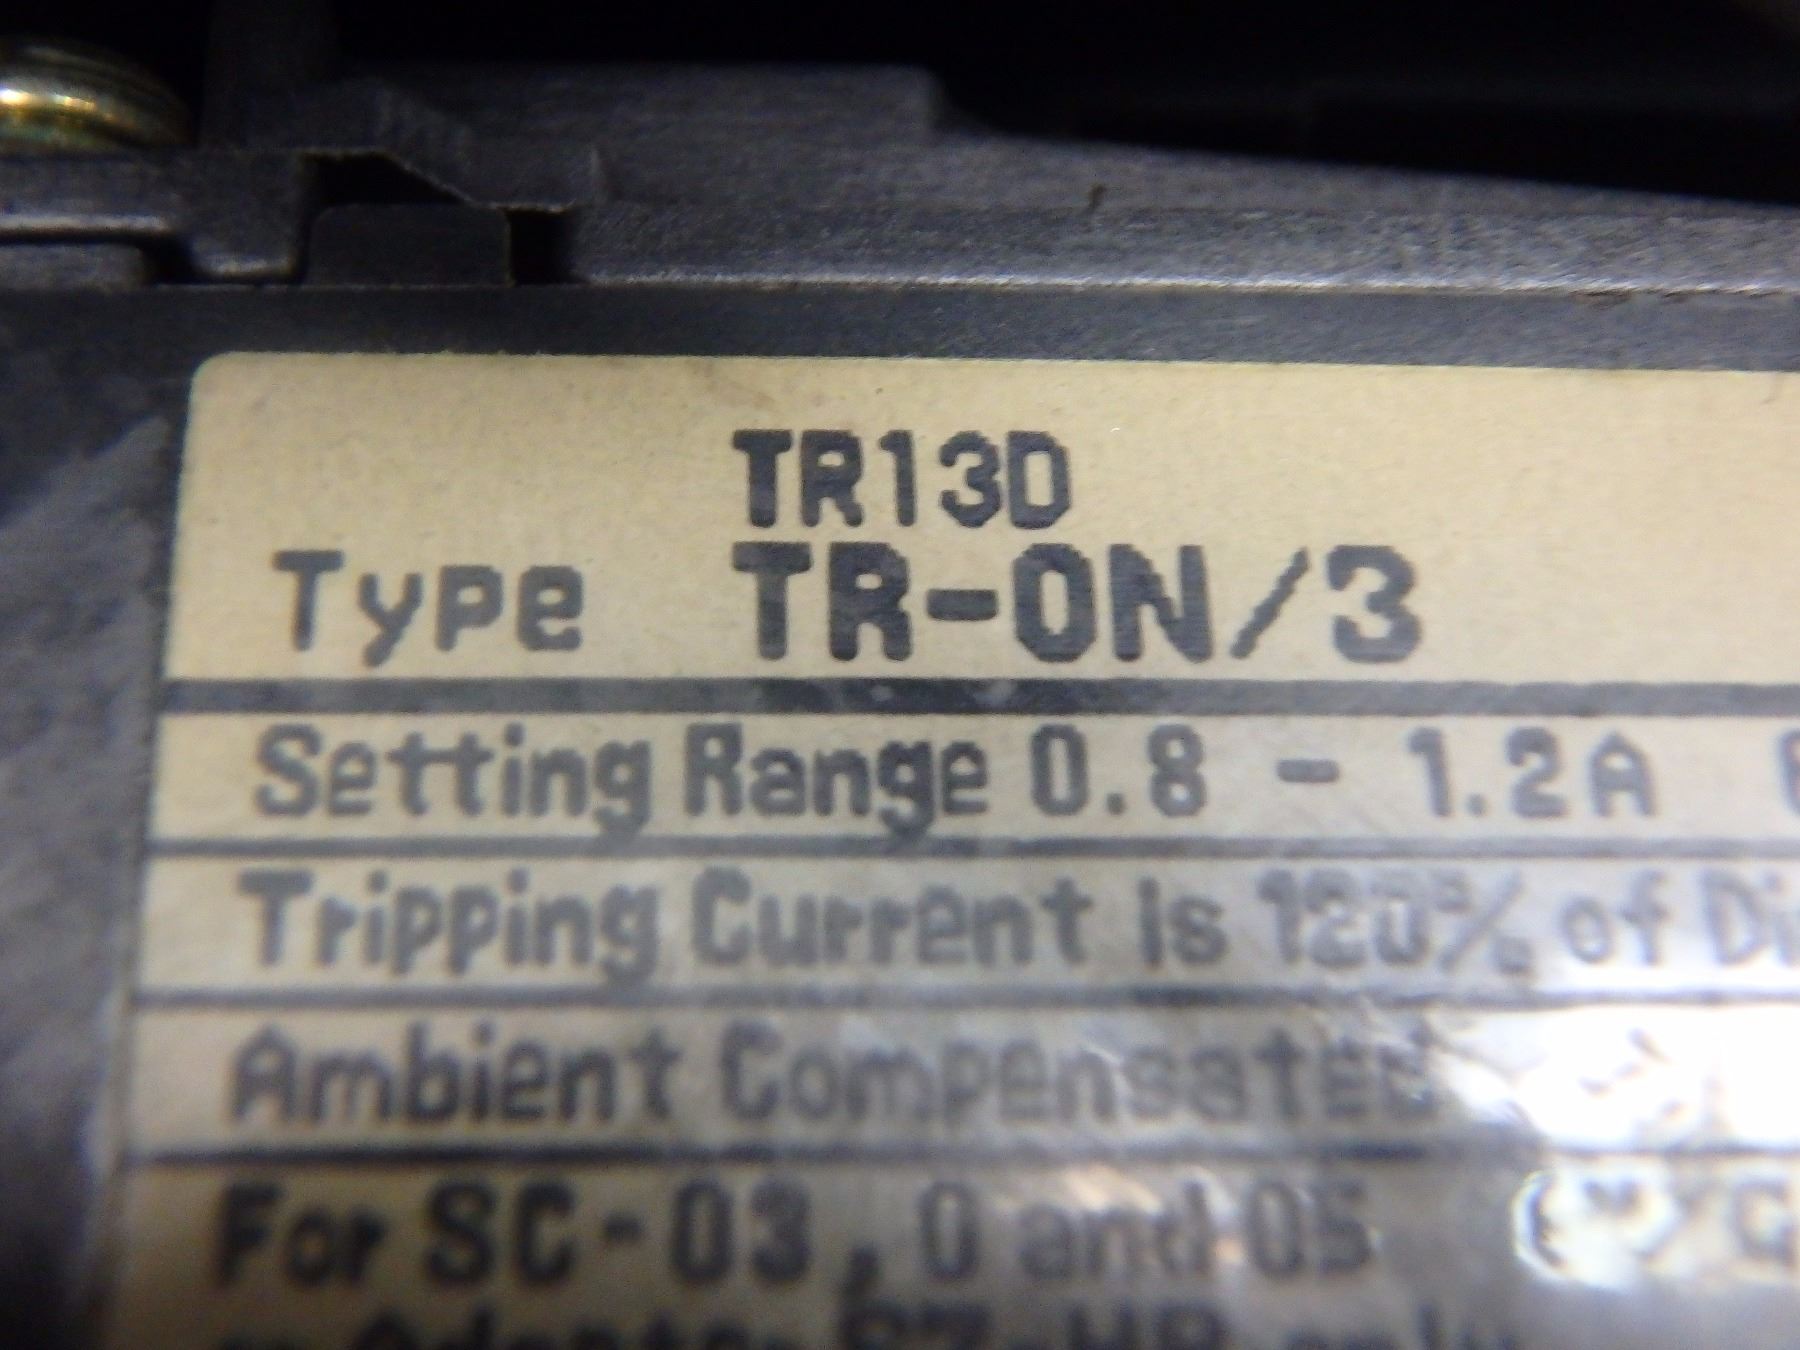 TR13D
Type TR-0N/3
Setting Range 0.8 - 1.2A
Tripping Current is 120% of Di
Ambient Compensated
For SC-03, 0 and 05